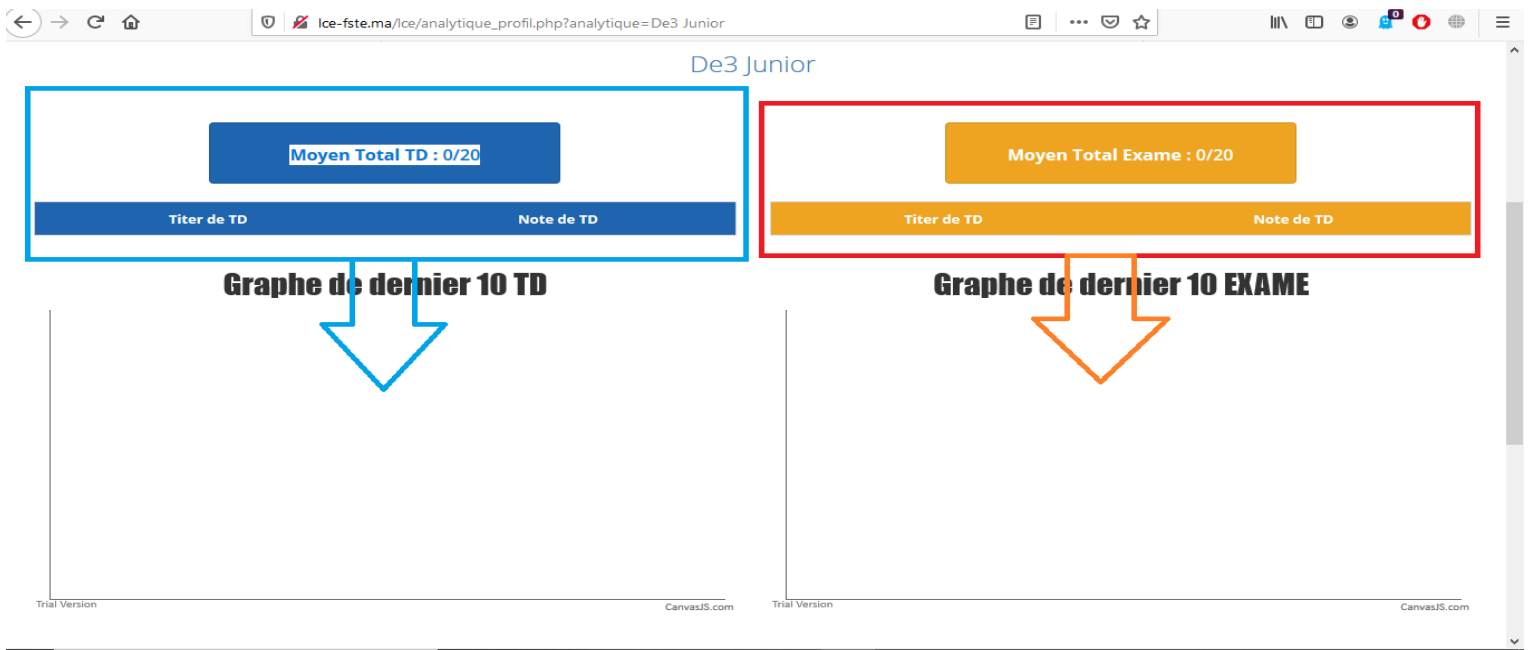 lce-fste.ma/lce/analytique_profil.php?analytique=De3 Junior
0
De3 Junior
Moyen Total TD : 0/20
Titer de TD Note de TD
Graphe de dernier 10 TD
Trial Version CanvasJS.com
Moyen Total Exame : 0/20
Titer de TD Note de TD
Graphe de dernier 10 EXAME
Trial Version CanvasJS.com